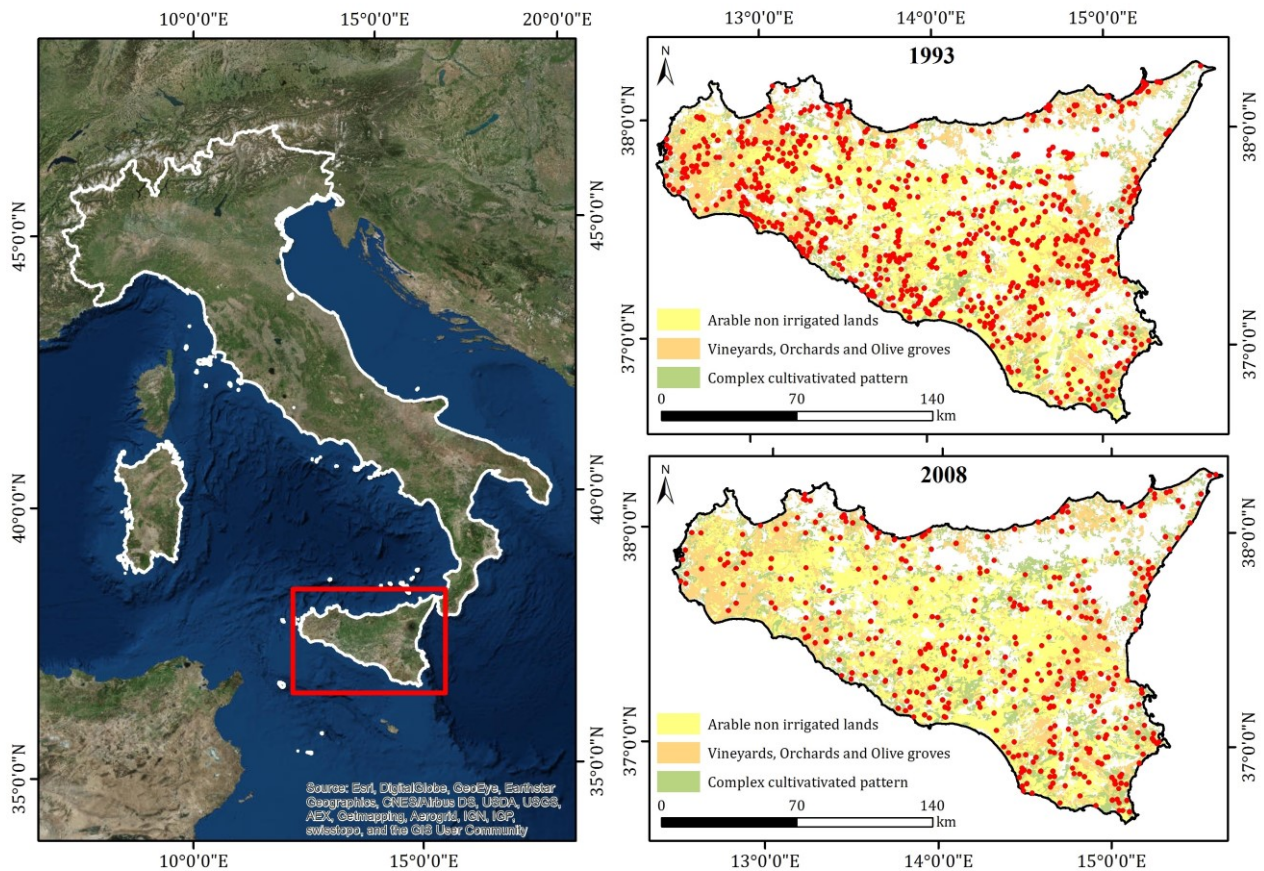 10°0'0"E 15°0'0"E 20°0'0"E
45°0'0"N
40°0'0"N
35°0'0"N
45°0'0"N
40°0'0"N
35°0'0"N
Source: Esri, DigitalGlobe, GeoEye, Earthstar
Geographics, CNES/Airbus DS, USDA, USGS,
AEX, Getmapping, Aerogrid, IGN, IGP,
swisstopo, and the GIS User Community
10°0'0"E 15°0'0"E
13°0'0"E 14°0'0"E 15°0'0"E
N
1993
38°0'0"N
37°0'0"N
38°0'0"N
37°0'0"N
Arable non irrigated lands
Vineyards, Orchards and Olive groves
Complex cultivativated pattern
0 70 140
km
N
2008
38°0'0"N
37°0'0"N
38°0'0"N
37°0'0"N
Arable non irrigated lands
Vineyards, Orchards and Olive groves
Complex cultivativated pattern
0 70 140
km
13°0'0"E 14°0'0"E 15°0'0"E